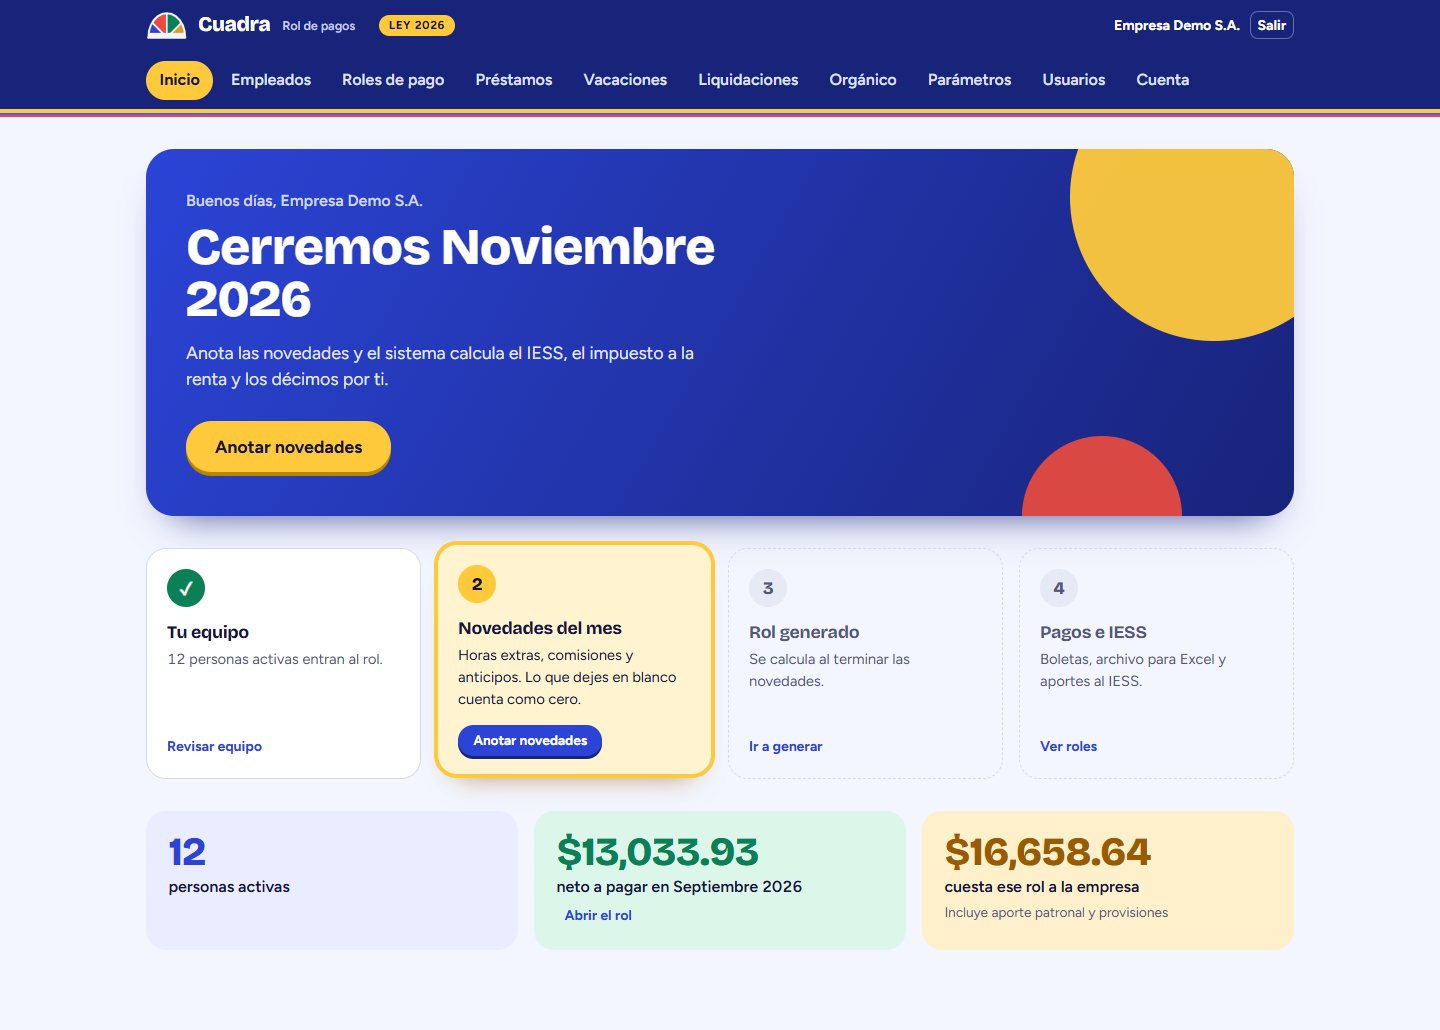 Cuadra Rol de pagos LEY 2026 Empresa Demo S.A. Salir
Inicio Empleados Roles de pago Préstamos Vacaciones Liquidaciones Orgánico Parámetros Usuarios Cuenta
Buenos días, Empresa Demo S.A.
Cerremos Noviembre
2026
Anota las novedades y el sistema calcula el IESS, el impuesto a la
renta y los décimos por ti.
Anotar novedades
✓
Tu equipo
12 personas activas entran al rol.
Revisar equipo
2
Novedades del mes
Horas extras, comisiones y
anticipos. Lo que dejes en blanco
cuenta como cero.
Anotar novedades
3
Rol generado
Se calcula al terminar las
novedades.
Ir a generar
4
Pagos e IESS
Boletas, archivo para Excel y
aportes al IESS.
Ver roles
12
personas activas
$13,033.93
neto a pagar en Septiembre 2026
Abrir el rol
$16,658.64
cuesta ese rol a la empresa
Incluye aporte patronal y provisiones